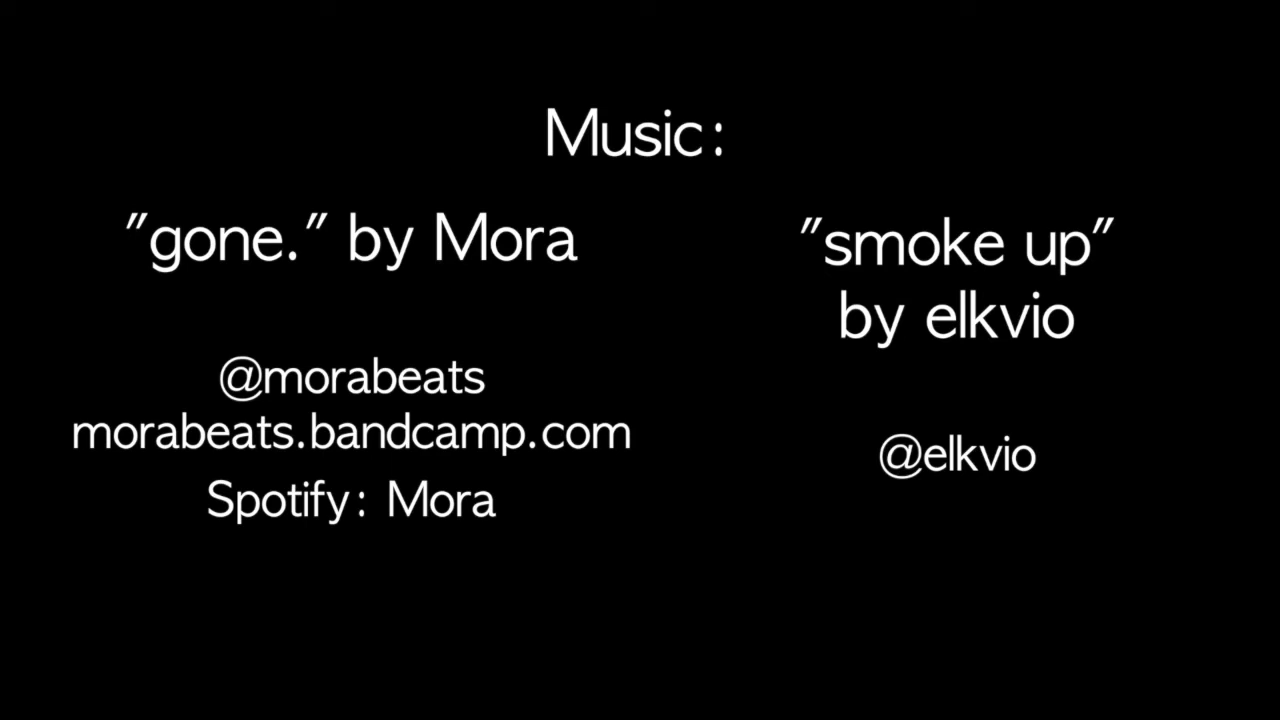 Music:
"gone." by Mora
@morabeats
morabeats.bandcamp.com
Spotify: Mora
"smoke up"
by elkvio
@elkvio